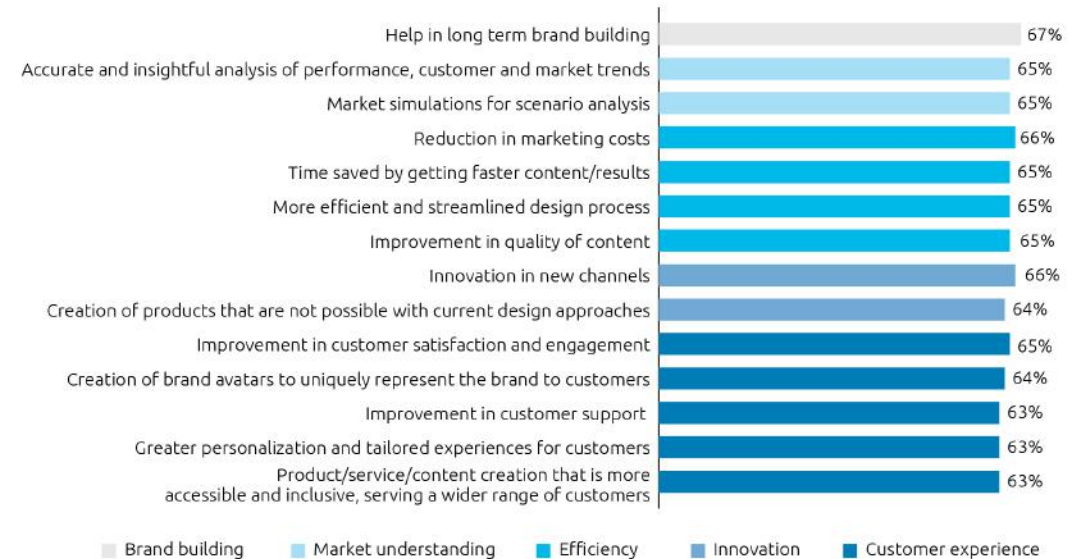 Help in long term brand building 67%
Accurate and insightful analysis of performance, customer and market trends 65%
Market simulations for scenario analysis 65%
Reduction in marketing costs 66%
Time saved by getting faster content/results 65%
More efficient and streamlined design process 65%
Improvement in quality of content 65%
Innovation in new channels 66%
Creation of products that are not possible with current design approaches 64%
Improvement in customer satisfaction and engagement 65%
Creation of brand avatars to uniquely represent the brand to customers 64%
Improvement in customer support 63%
Greater personalization and tailored experiences for customers 63%
Product/service/content creation that is more
accessible and inclusive, serving a wider range of customers 63%
Brand building Market understanding Efficiency Innovation Customer experience